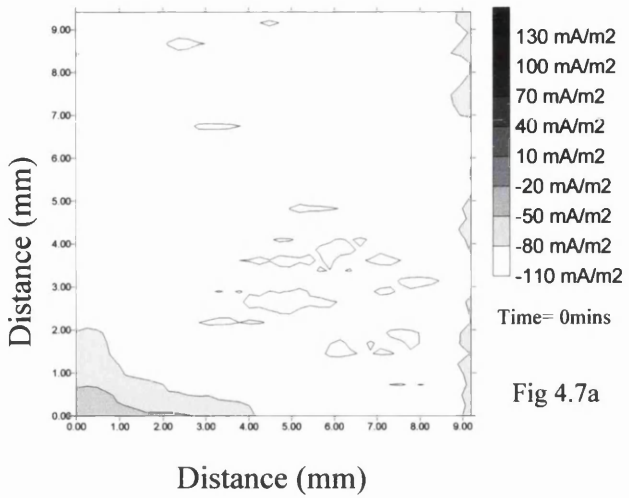 9.00
8.00
7.00
6.00
5.00
4.00
3.00
2.00
1.00
0.00
0.00 1.00 2.00 3.00 4.00 5.00 6.00 7.00 8.00 9.00
Distance (mm)
Distance (mm)
130 mA/m2
100 mA/m2
70 mA/m2
40 mA/m2
10 mA/m2
-20 mA/m2
-50 mA/m2
-80 mA/m2
-110 mA/m2
Time= 0mins
Fig 4.7a